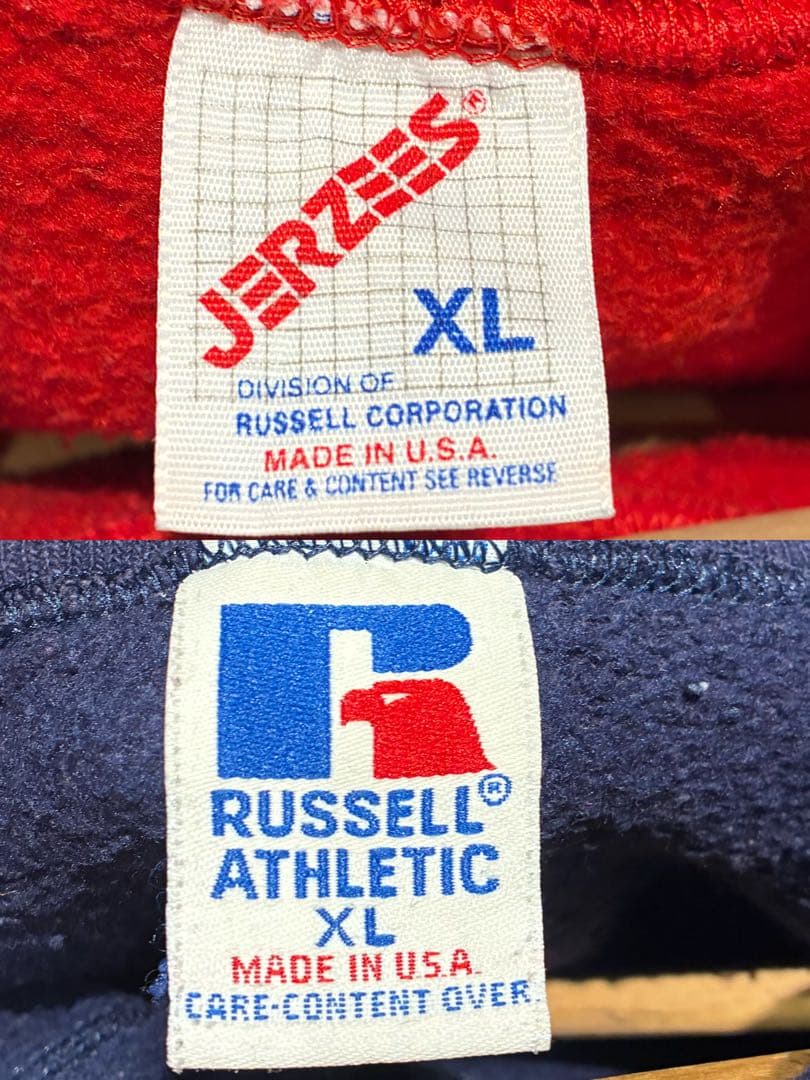 JERZEES®
XL
DIVISION OF
RUSSELL CORPORATION
MADE IN U.S.A.
FOR CARE & CONTENT SEE REVERSE
R
RUSSELL®
ATHLETIC
XL
MADE IN U.S.A.
CARE-CONTENT OVER.